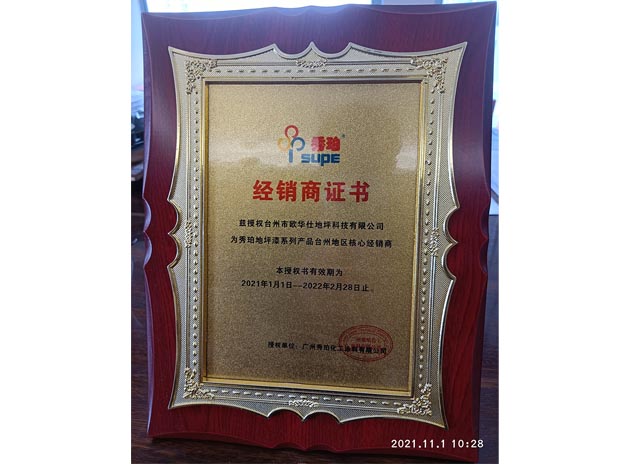 秀珀®
SUPE
经销商证书
兹授权台州市欧华仕地坪科技有限公司
为秀珀地坪漆系列产品台州地区核心经销商
本授权书有效期为
2021年1月1日---2022年2月28日止。
授权单位：广州秀珀化工涂料有限公司
2021.11.1 10:28